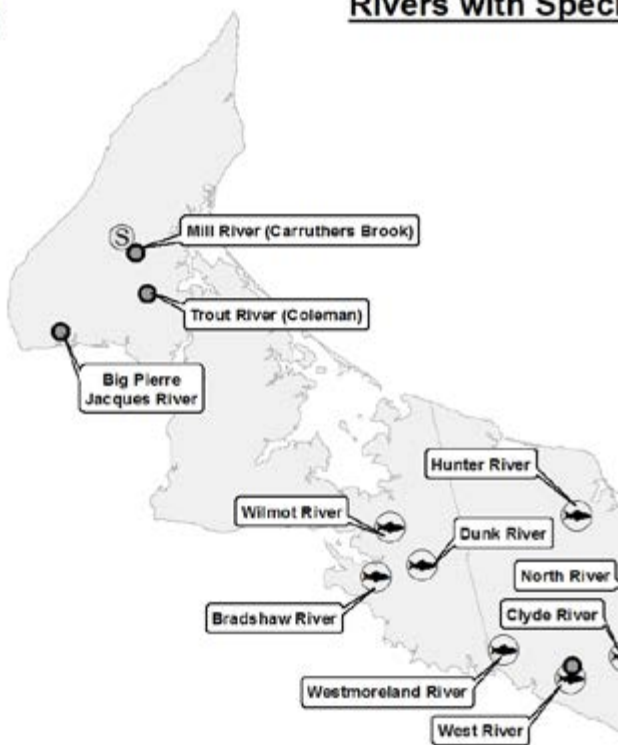 Rivers with Speci
S
Mill River (Carruthers Brook)
Trout River (Coleman)
Big Pierre
Jacques River
Hunter River
Wilmot River
Dunk River
North River
Bradshaw River
Clyde River
Westmoreland River
West River